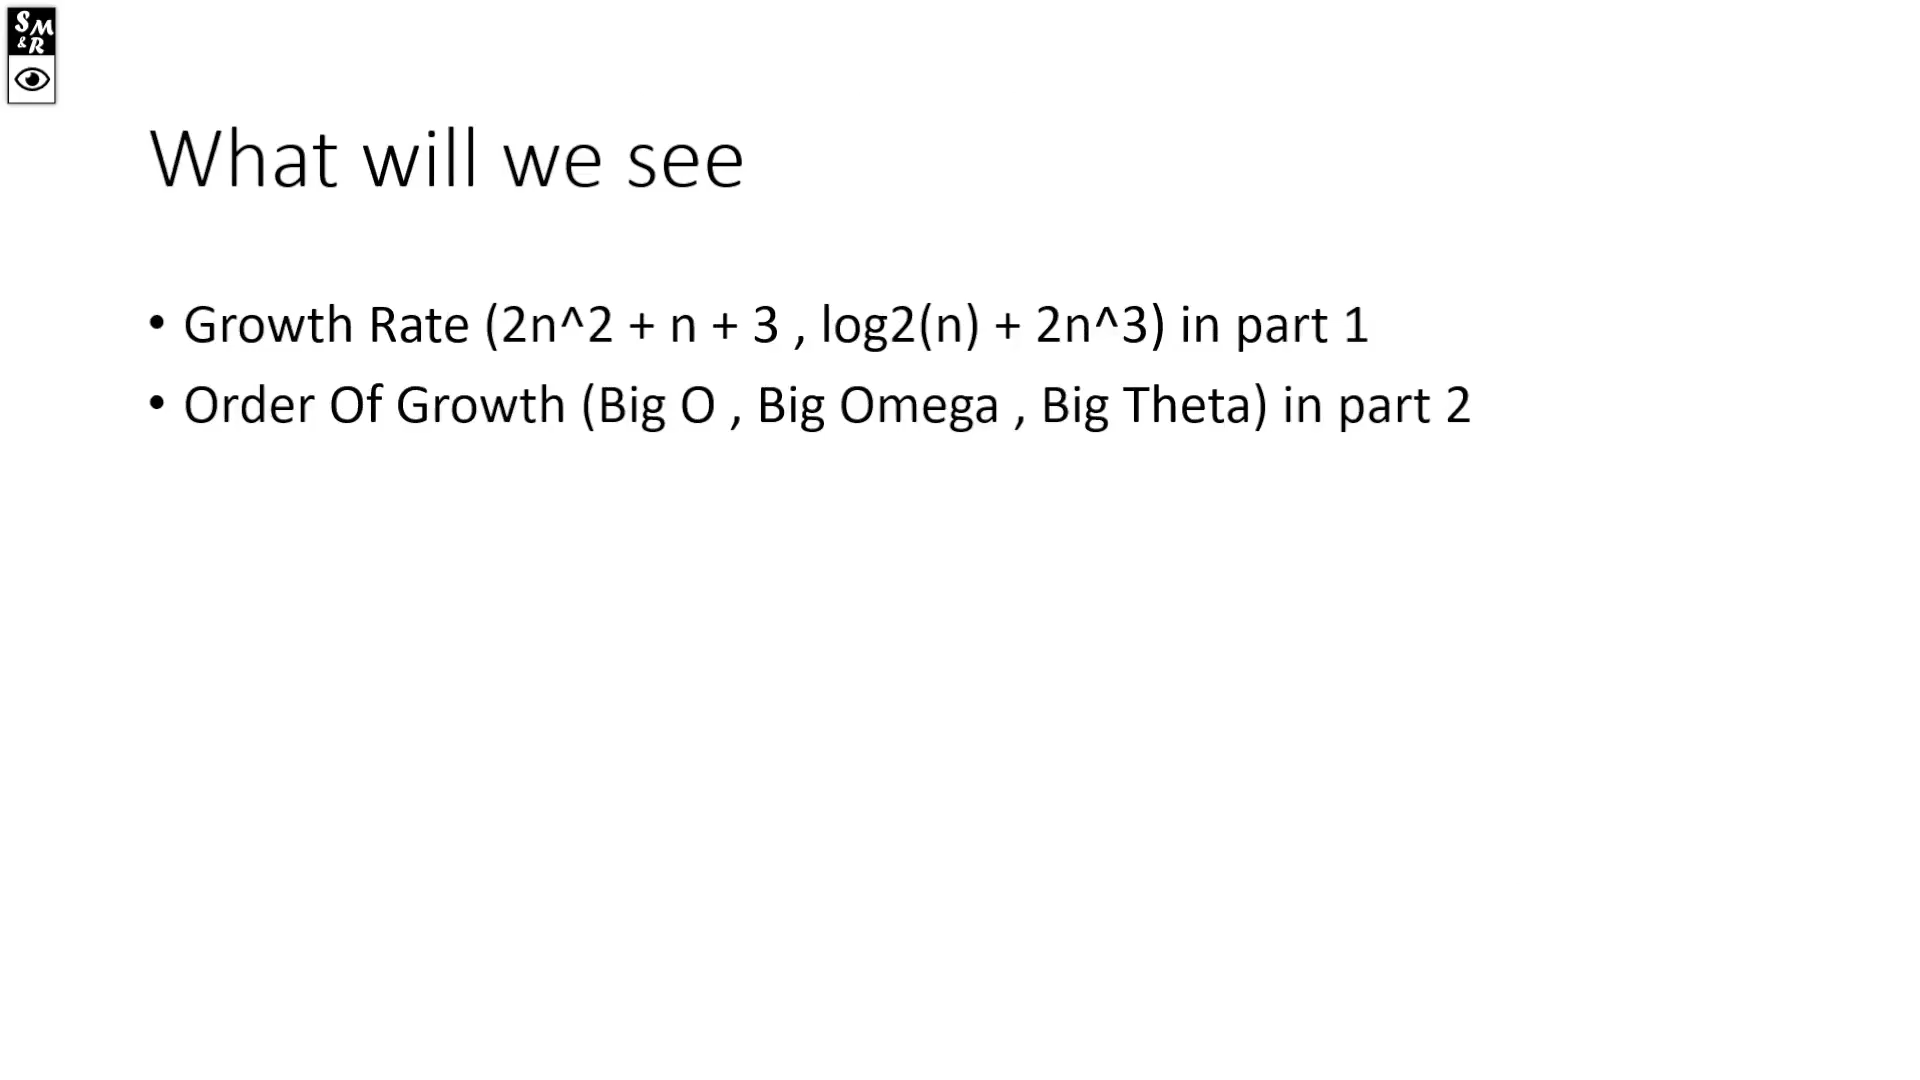 SM
&R
What will we see
• Growth Rate (2n^2 + n + 3 , log2(n) + 2n^3) in part 1
• Order Of Growth (Big O , Big Omega , Big Theta) in part 2